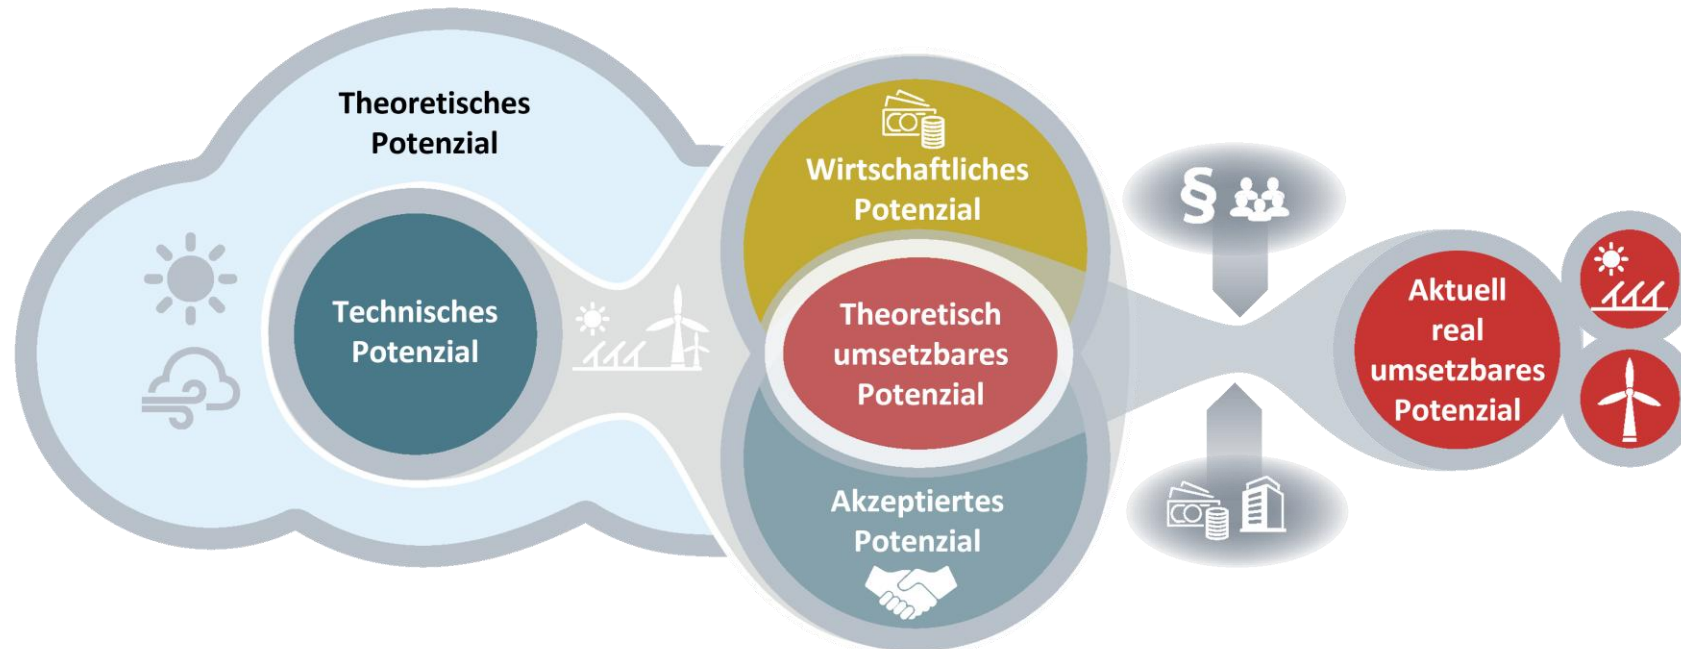 Theoretisches
Potenzial
Technisches
Potenzial
Wirtschaftliches
Potenzial
Theoretisch
umsetzbares
Potenzial
Akzeptiertes
Potenzial
§
Aktuell
real
umsetzbares
Potenzial